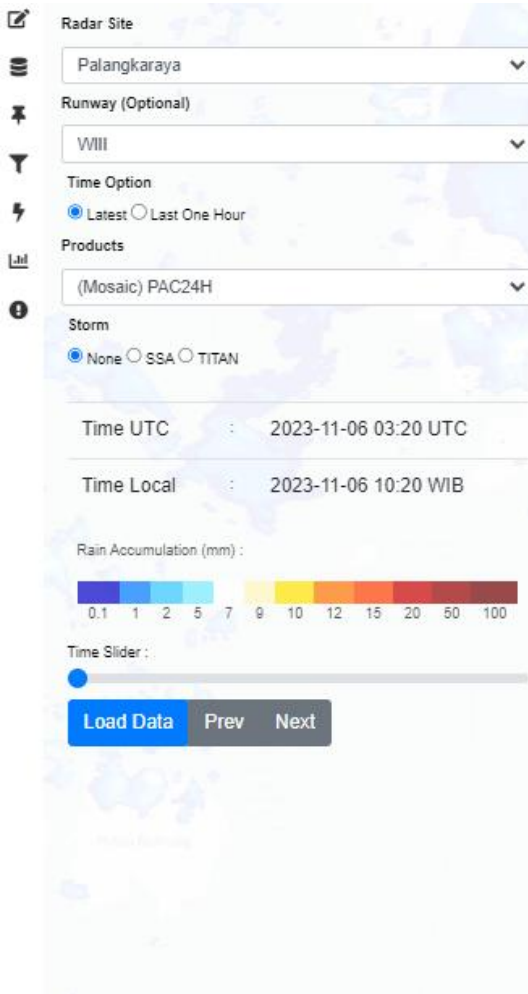 Radar Site
Palangkaraya
Runway (Optional)
WIII
Time Option
Latest Last One Hour
Products
(Mosaic) PAC24H
Storm
None SSA TITAN
Time UTC : 2023-11-06 03:20 UTC
Time Local : 2023-11-06 10:20 WIB
Rain Accumulation (mm) :
0.1 1 2 5 7 9 10 12 15 20 50 100
Time Slider :
Load Data Prev Next